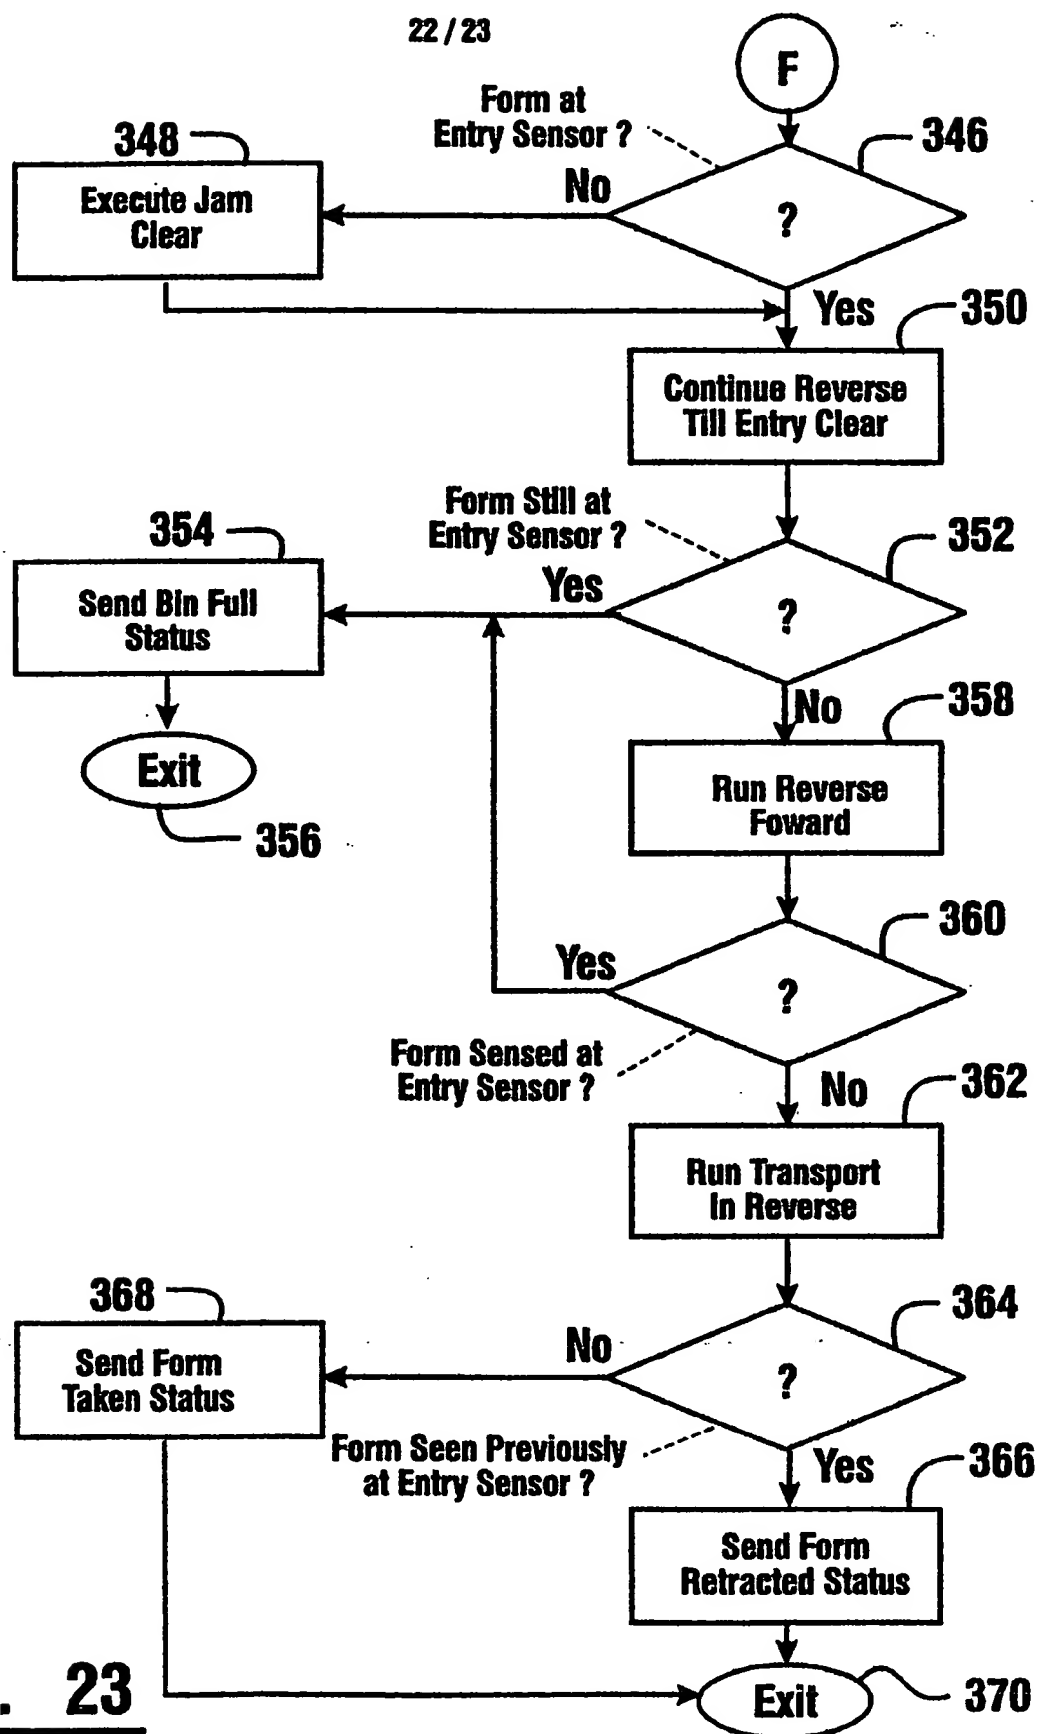 22 / 23
F
Form at
Entry Sensor ?
346
348
No
?
Execute Jam
Clear
Yes
350
Continue Reverse
Till Entry Clear
Form Still at
Entry Sensor ?
352
354
Yes
?
Send Bin Full
Status
No
358
Exit
Run Reverse
Foward
356
360
Yes
?
Form Sensed at
Entry Sensor ?
No
362
Run Transport
In Reverse
368
364
No
?
Send Form
Taken Status
Form Seen Previously
at Entry Sensor ?
Yes
366
Send Form
Retracted Status
. 23
Exit
370